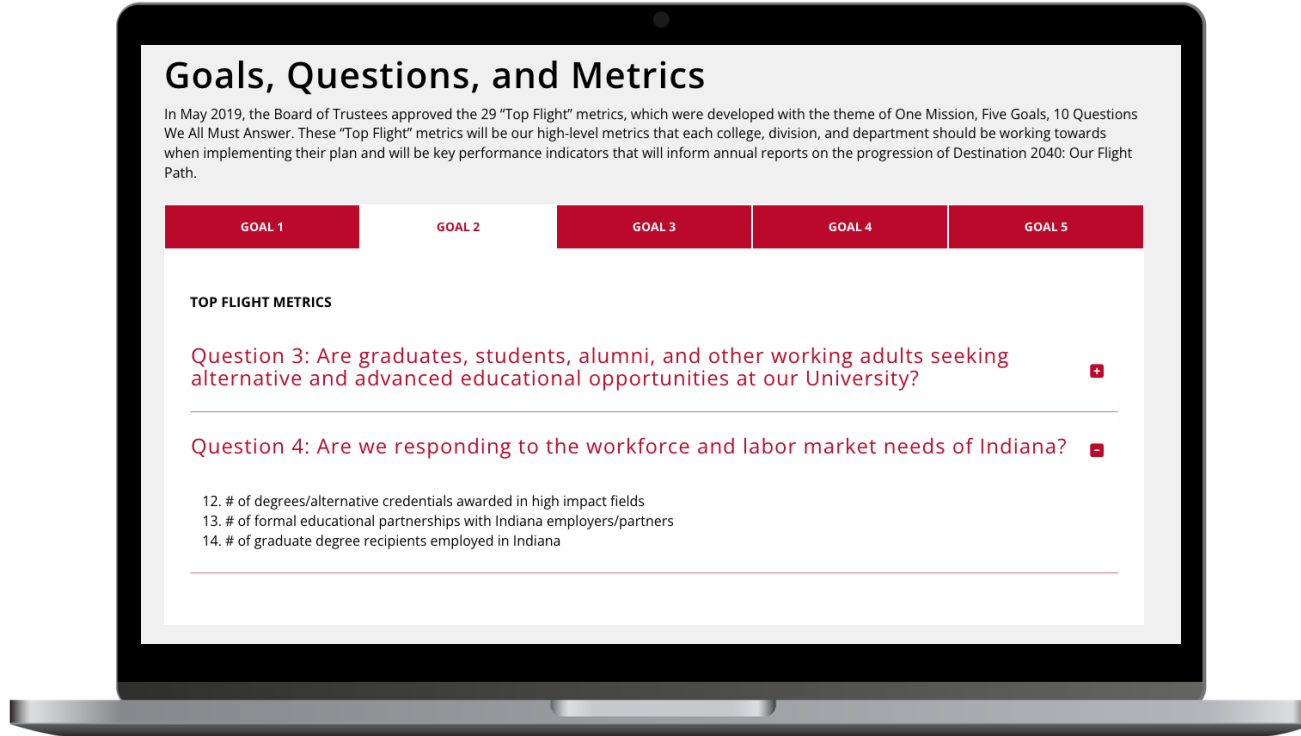 Goals, Questions, and Metrics
In May 2019, the Board of Trustees approved the 29 “Top Flight” metrics, which were developed with the theme of One Mission, Five Goals, 10 Questions
We All Must Answer. These “Top Flight” metrics will be our high-level metrics that each college, division, and department should be working towards
when implementing their plan and will be key performance indicators that will inform annual reports on the progression of Destination 2040: Our Flight
Path.
GOAL 1
GOAL 2
GOAL 3
GOAL 4
GOAL 5
TOP FLIGHT METRICS
Question 3: Are graduates, students, alumni, and other working adults seeking
alternative and advanced educational opportunities at our University?
Question 4: Are we responding to the workforce and labor market needs of Indiana?
12. # of degrees/alternative credentials awarded in high impact fields
13. # of formal educational partnerships with Indiana employers/partners
14. # of graduate degree recipients employed in Indiana